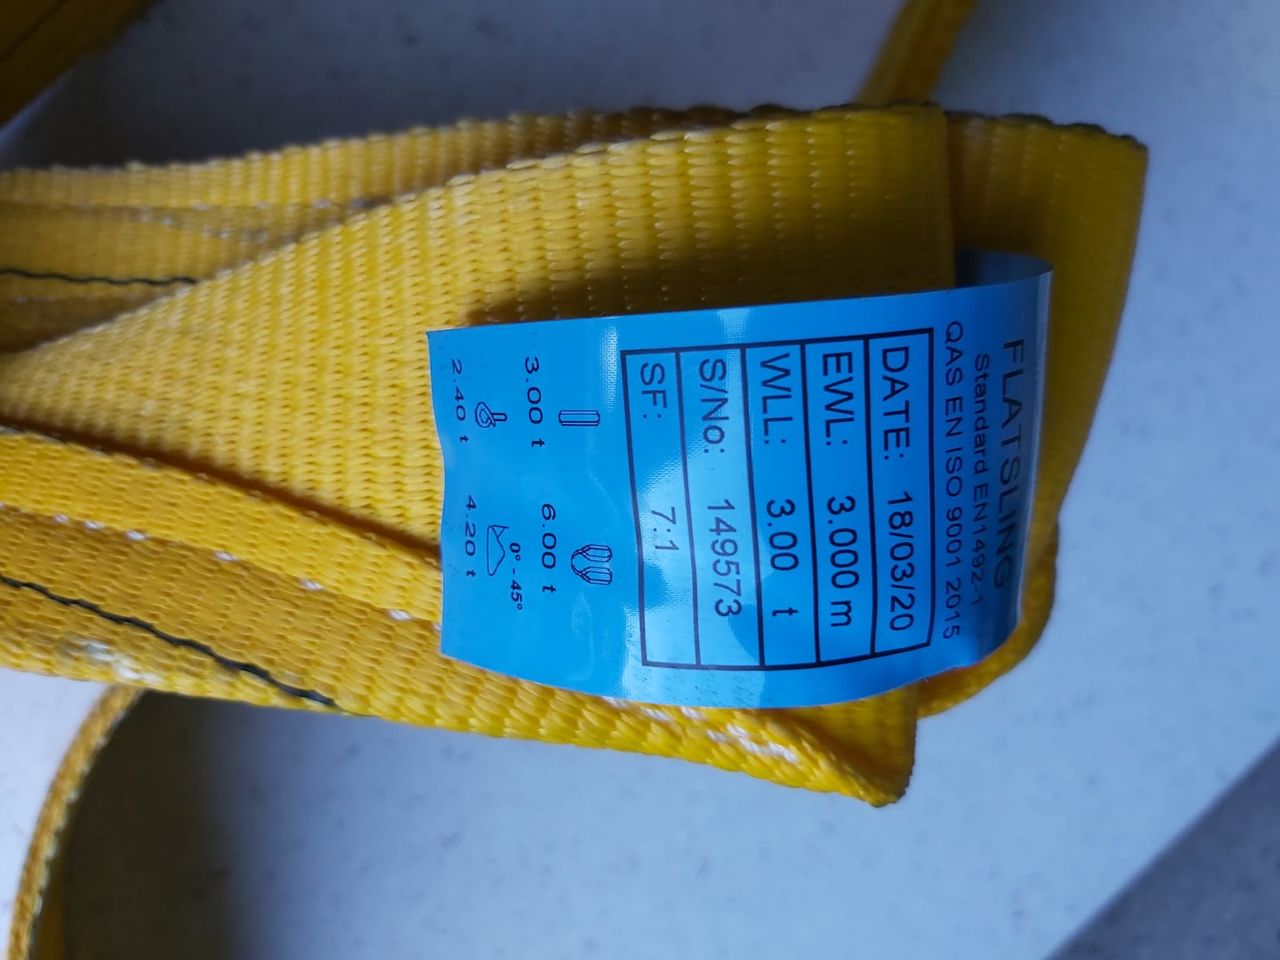 FLATSLING
Standard EN1492-1
QAS EN ISO 9001 2015
DATE: 18/03/20
EWL: 3.000 m
WLL: 3.00 t
S/No: 149573
SF: 7:1
3.00 t 6.00 t
0° - 45°
2.40 t 4.20 t